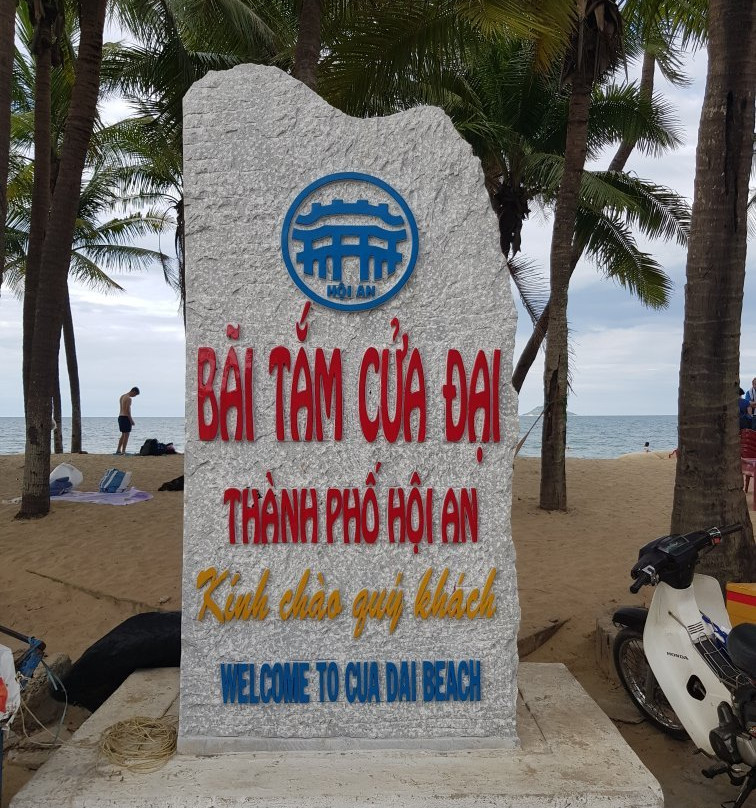 HỘI AN
BÃI TẮM CỬA ĐẠI
THÀNH PHỐ HỘI AN
Kính chào quý khách
WELCOME TO CUA DAI BEACH
HONDA